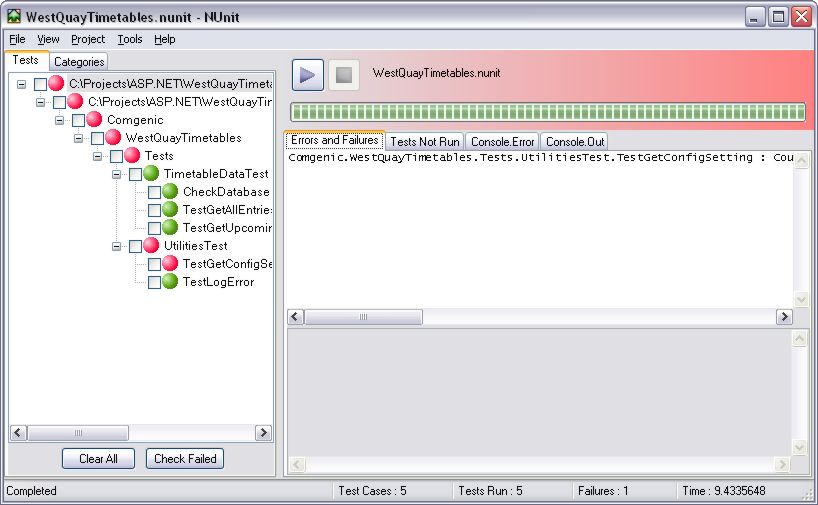 WestQuayTimetables.nunit - NUnit
File View Project Tools Help
Tests Categories
C:\Projects\ASP.NET\WestQuayTimeta
C:\Projects\ASP.NET\WestQuayTim
Comgenic
WestQuayTimetables
Tests
TimetableDataTest
CheckDatabase
TestGetAllEntries
TestGetUpcomin
UtilitiesTest
TestGetConfigSe
TestLogError
Clear All Check Failed
WestQuayTimetables.nunit
Errors and Failures Tests Not Run Console.Error Console.Out
Comgenic.WestQuayTimetables.Tests.UtilitiesTest.TestGetConfigSetting : Cou
Completed Test Cases : 5 Tests Run : 5 Failures : 1 Time : 9.4335648